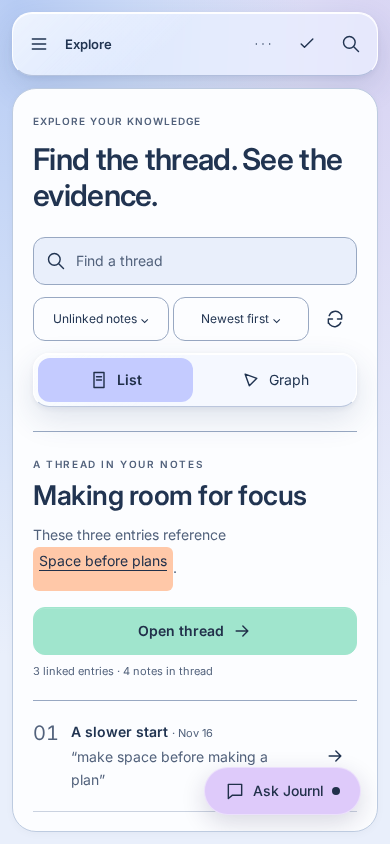 Explore
...
EXPLORE YOUR KNOWLEDGE
Find the thread. See the
evidence.
Find a thread
Unlinked notes
Newest first
List
Graph
A THREAD IN YOUR NOTES
Making room for focus
These three entries reference
Space before plans.
Open thread →
3 linked entries · 4 notes in thread
01 A slower start · Nov 16
“make space before making a
plan”
Ask Journl